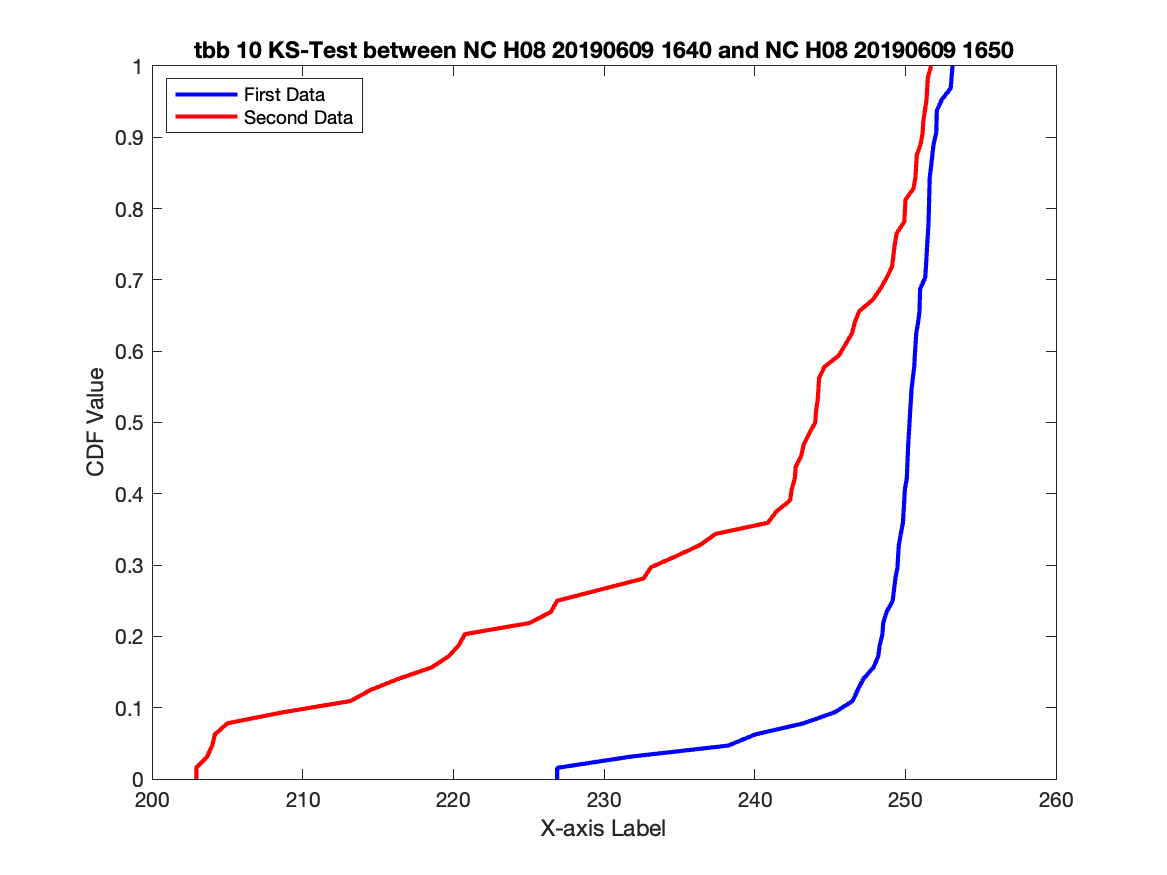 tbb 10 KS-Test between NC H08 20190609 1640 and NC H08 20190609 1650
First Data
Second Data
1
0.9
0.8
0.7
0.6
0.5
0.4
0.3
0.2
0.1
0
CDF Value
200 210 220 230 240 250 260
X-axis Label